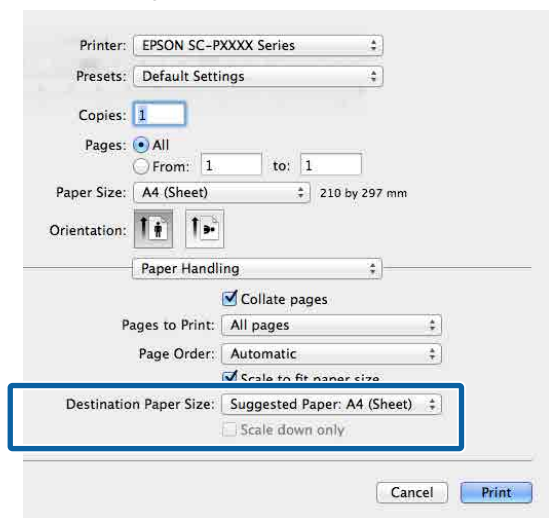 Printer: EPSON SC-PXXXX Series
Presets: Default Settings
Copies: 1
Pages: All
From: 1 to: 1
Paper Size: A4 (Sheet) 210 by 297 mm
Orientation:
Paper Handling
Collate pages
Pages to Print: All pages
Page Order: Automatic
Scale to fit paper size
Destination Paper Size: Suggested Paper: A4 (Sheet)
Scale down only
Cancel Print